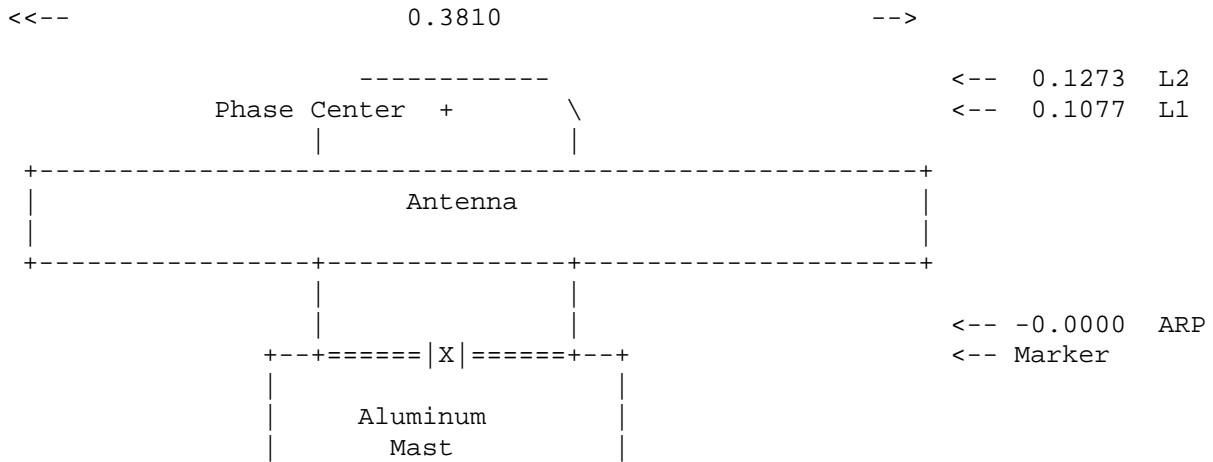 <<-- 0.3810 -->
------------ <-- 0.1273 L2
Phase Center + \ <-- 0.1077 L1
| |
+--------------------------------------------------------+
| Antenna |
| |
+------------------+---------------+---------------------+
| |
| | <-- -0.0000 ARP
+--+======|X|======+--+ <-- Marker
| |
| Aluminum |
| Mast |